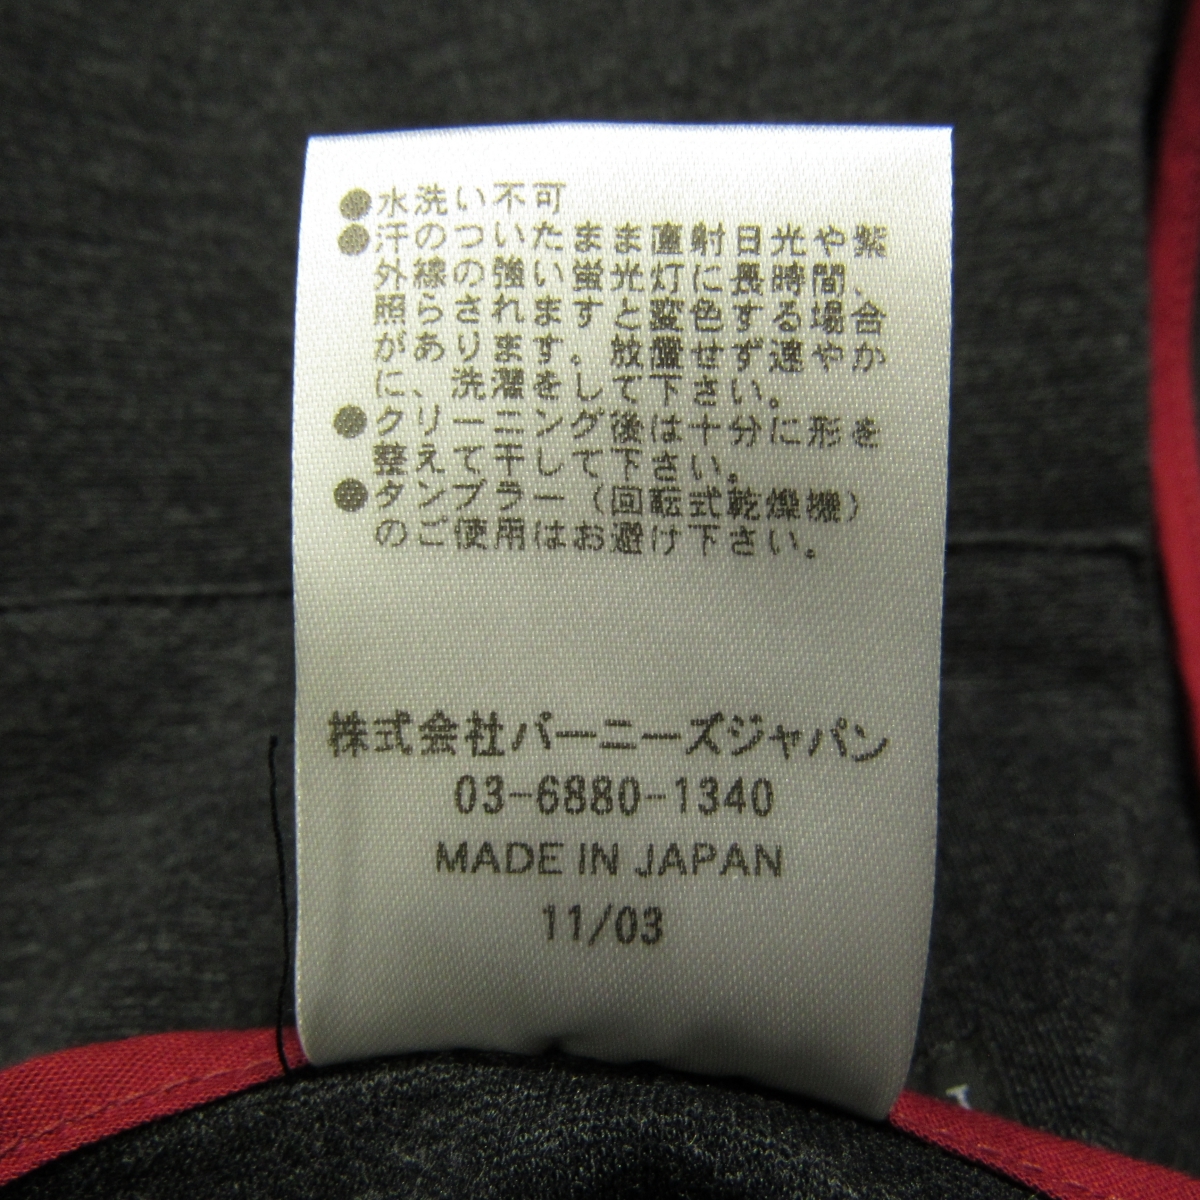 ●水洗い不可
●汗のついたまま直射日光や紫
外線の強い蛍光灯に長時間、
照らされますと変色する場合
があります。放置せず速やか
に、洗濯をして下さい。
●クリーニング後は十分に形を
整えて干して下さい。
●タンブラー（回転式乾燥機）
のご使用はお避け下さい。
株式会社バーニーズジャパン
03-6880-1340
MADE IN JAPAN
11/03